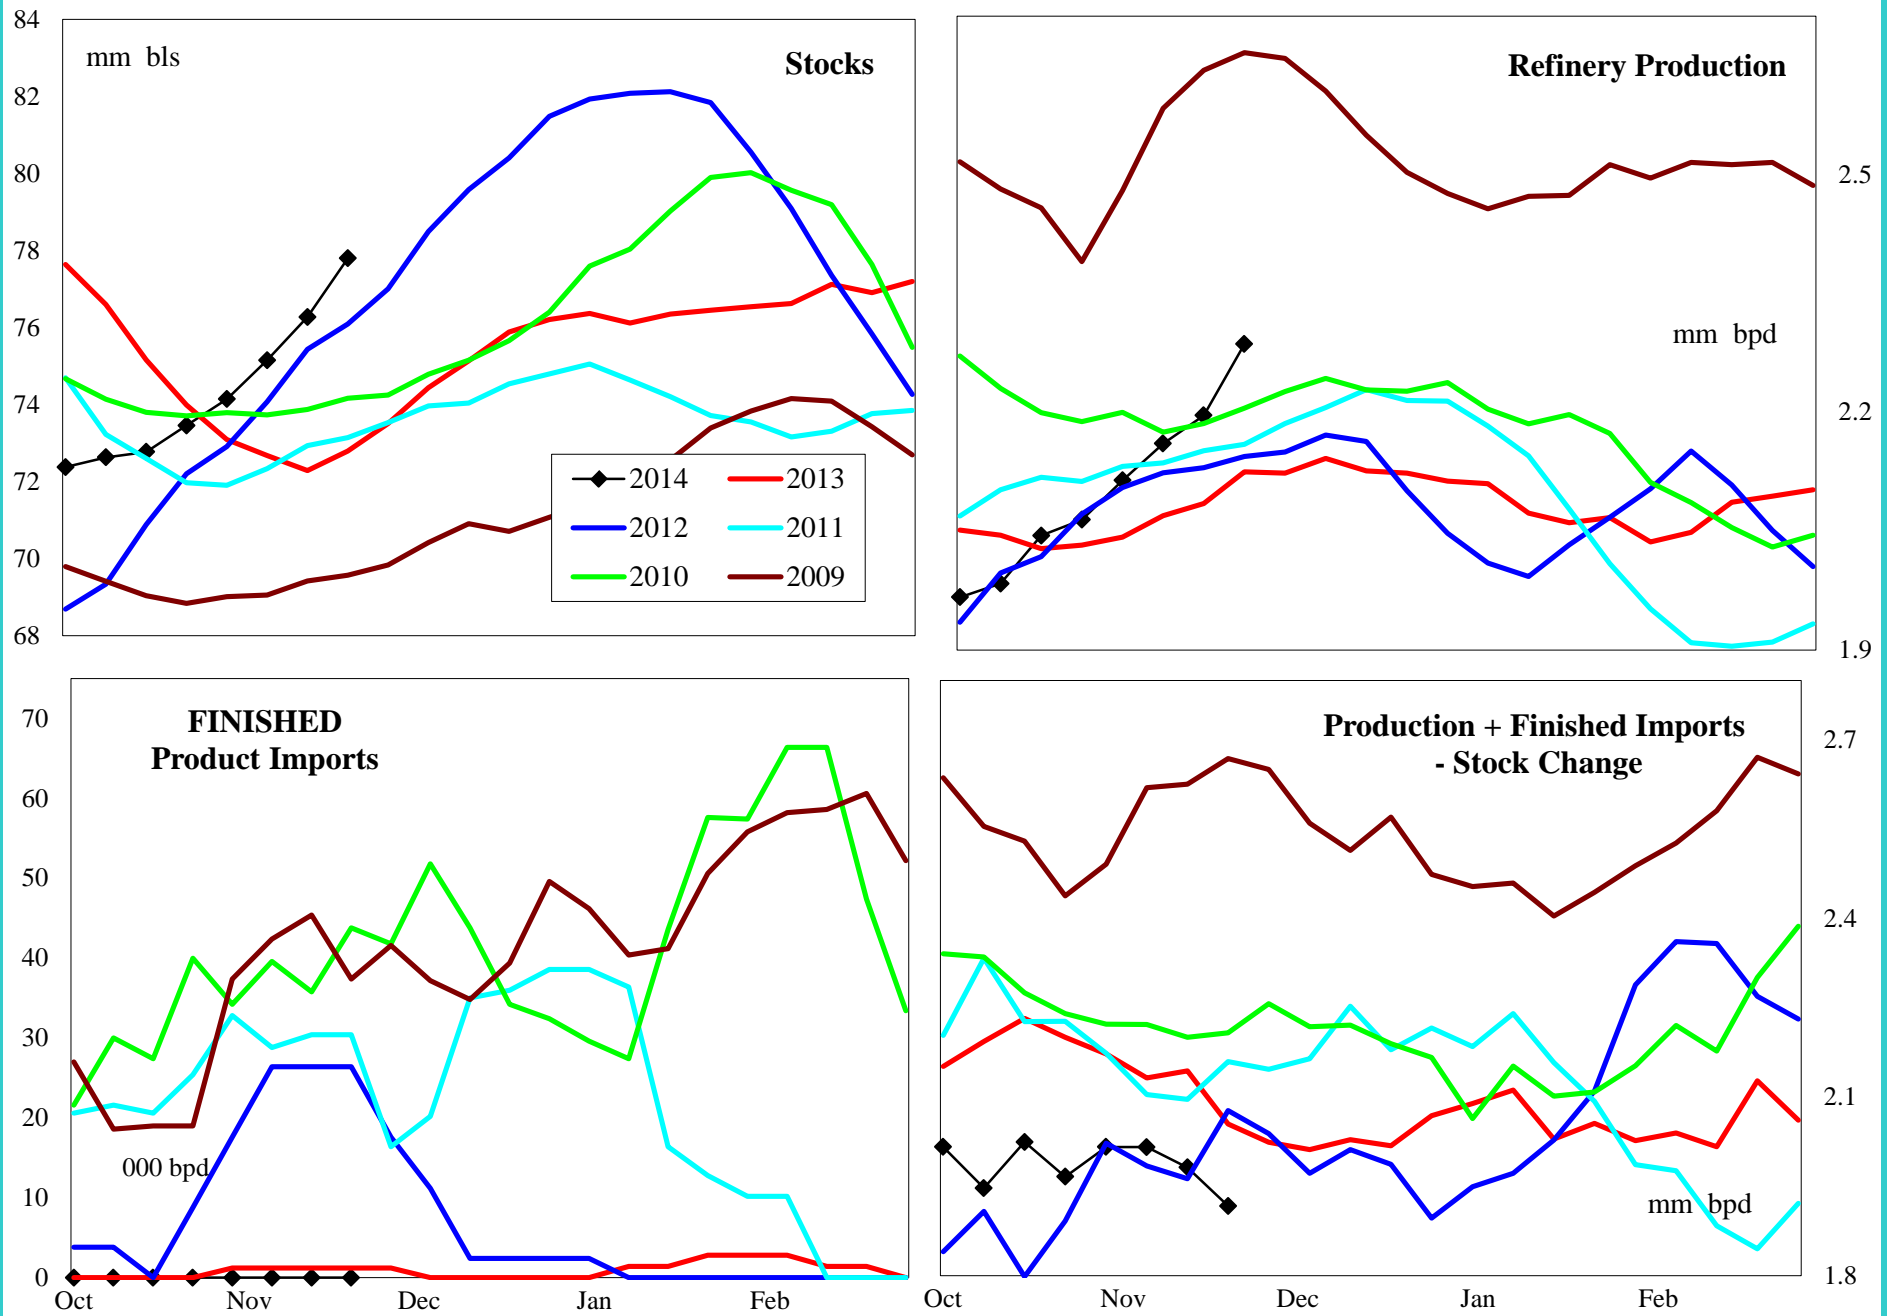 84
82
80
78
76
74
72
70
68
mm bls
Stocks
2014
2013
2012
2011
2010
2009
Refinery Production
mm bpd
2.5
2.2
1.9
FINISHED
Product Imports
70
60
50
40
30
20
10
0
000 bpd
Oct
Nov
Dec
Jan
Feb
Production + Finished Imports
- Stock Change
2.7
2.4
2.1
1.8
mm bpd
Oct
Nov
Dec
Jan
Feb